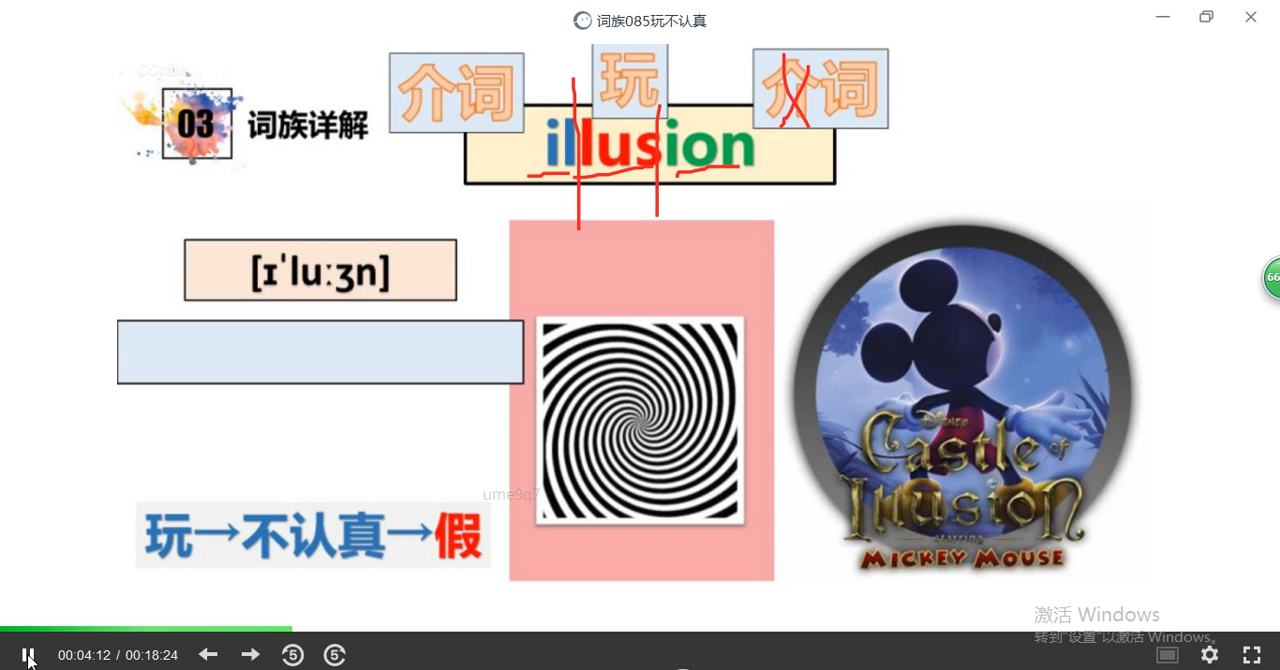 词族085玩不认真
CCtalk
介词
玩
介词
03
词族详解
illusion
[ɪˈluːʒn]
66
ume9q7
玩→不认真→假
Disney
Castle of
Illusion
Starring
MICKEY MOUSE
激活 Windows
转到"设置"以激活 Windows。
00:04:12 / 00:18:24
5
5